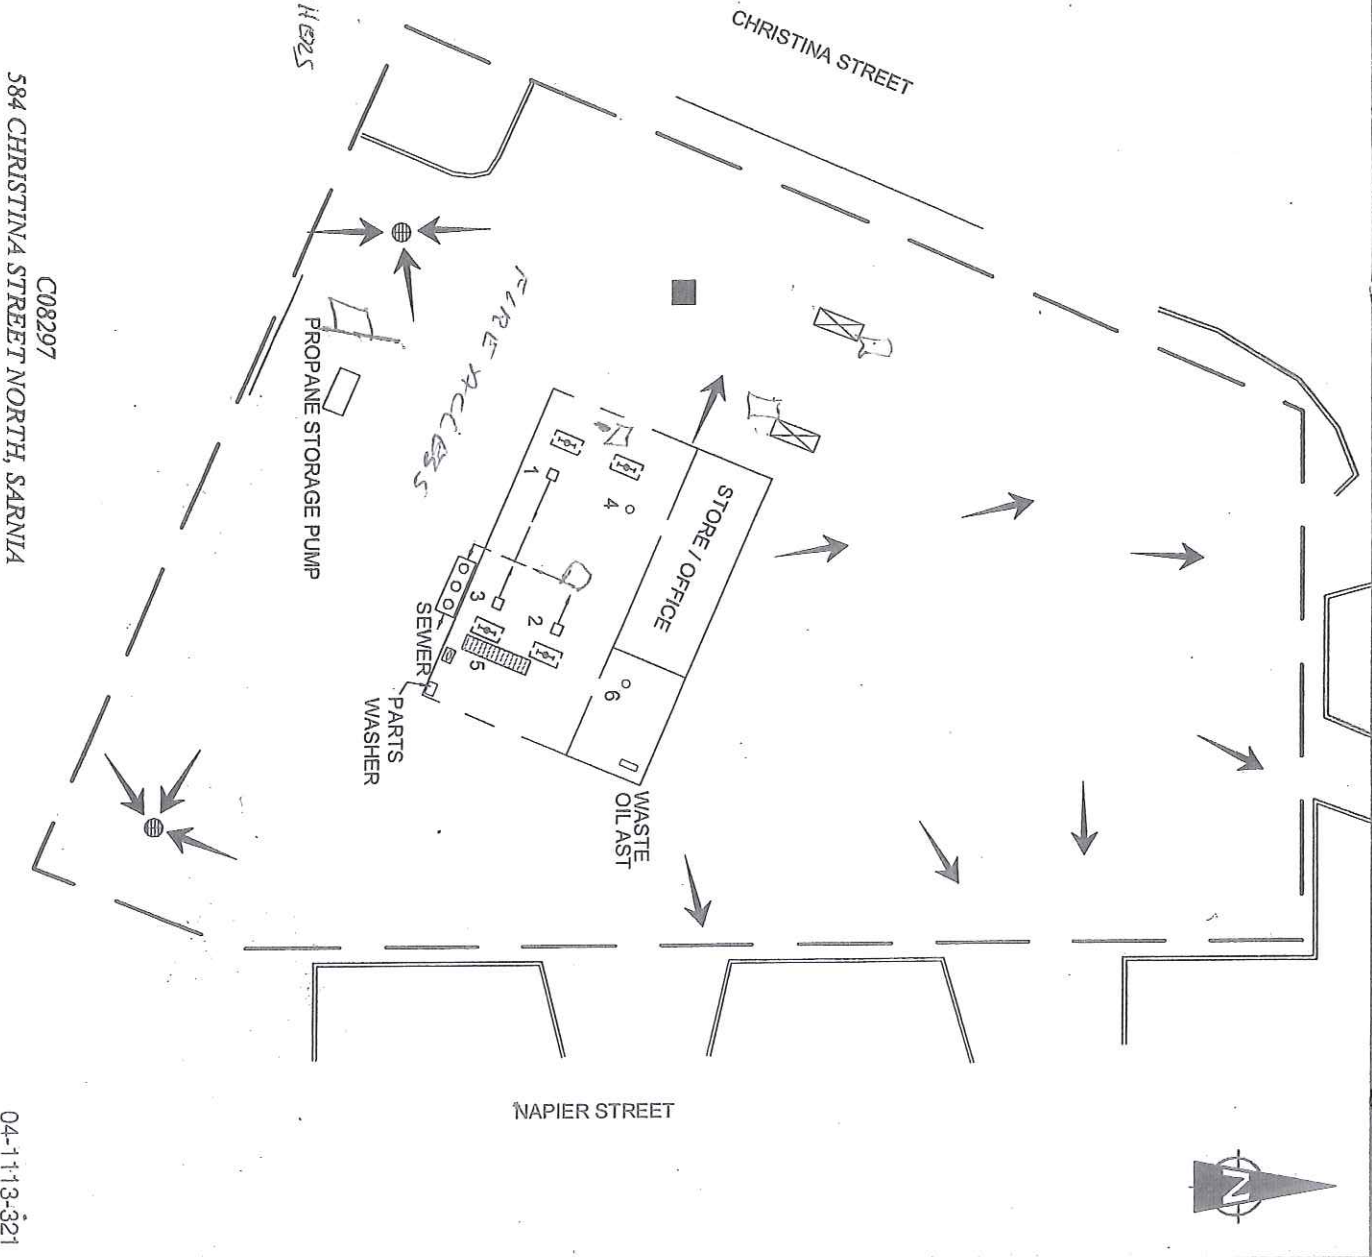 CHRISTINA STREET
FIRE ACCESS
PROPANE STORAGE PUMP
STORE / OFFICE
1
4
3
2
5
6
SEWER
PARTS
WASHER
WASTE
OIL AST
NAPIER STREET
N
C08297
584 CHRISTINA STREET NORTH, SARNIA
04-1113-321